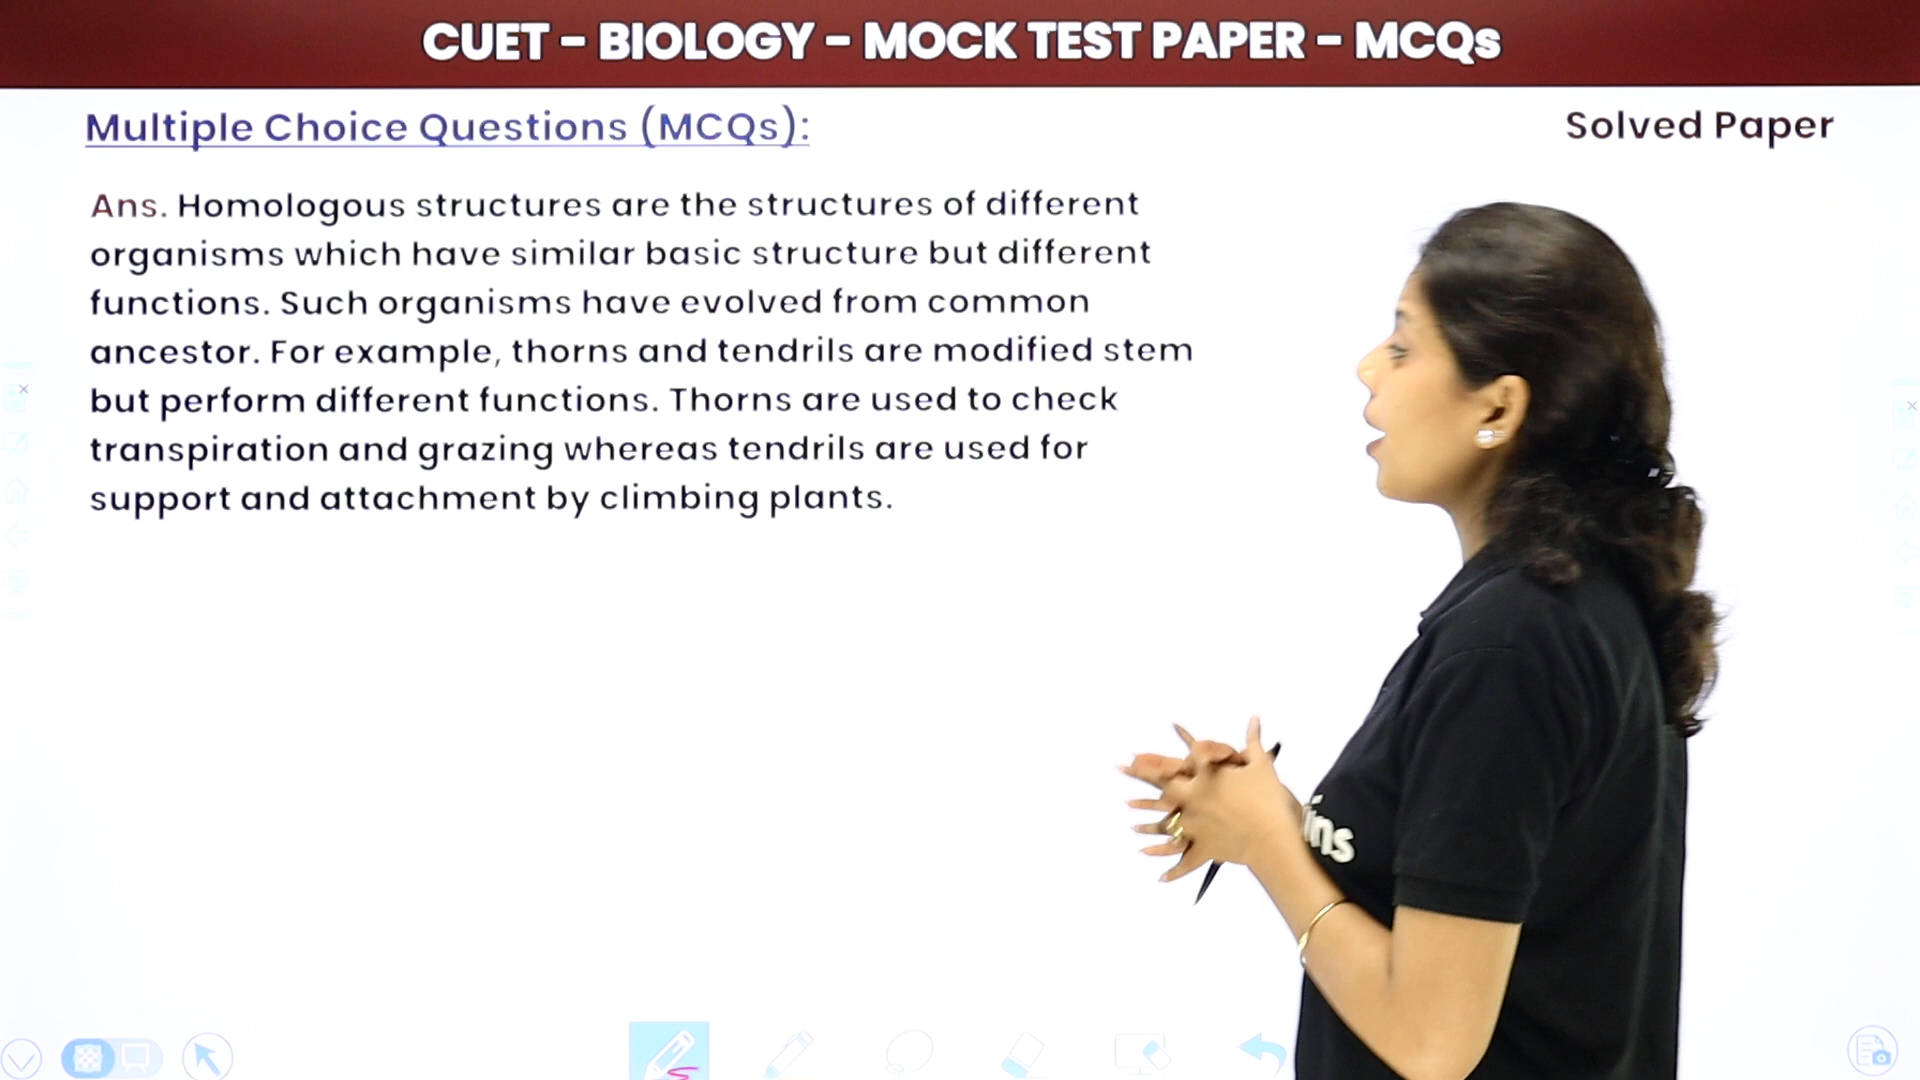 CUET - BIOLOGY - MOCK TEST PAPER - MCQs
Multiple Choice Questions (MCQs):
Solved Paper
Ans. Homologous structures are the structures of different
organisms which have similar basic structure but different
functions. Such organisms have evolved from common
ancestor. For example, thorns and tendrils are modified stem
but perform different functions. Thorns are used to check
transpiration and grazing whereas tendrils are used for
support and attachment by climbing plants.
ins